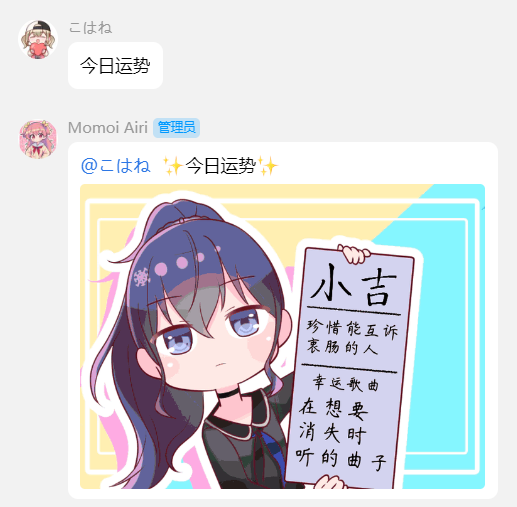 こはね
今日运势
Momoi Airi 管理员
@こはね ✨今日运势✨
小吉
珍惜能互诉
衷肠的人
幸运歌曲
在想要
消失时
听的曲子